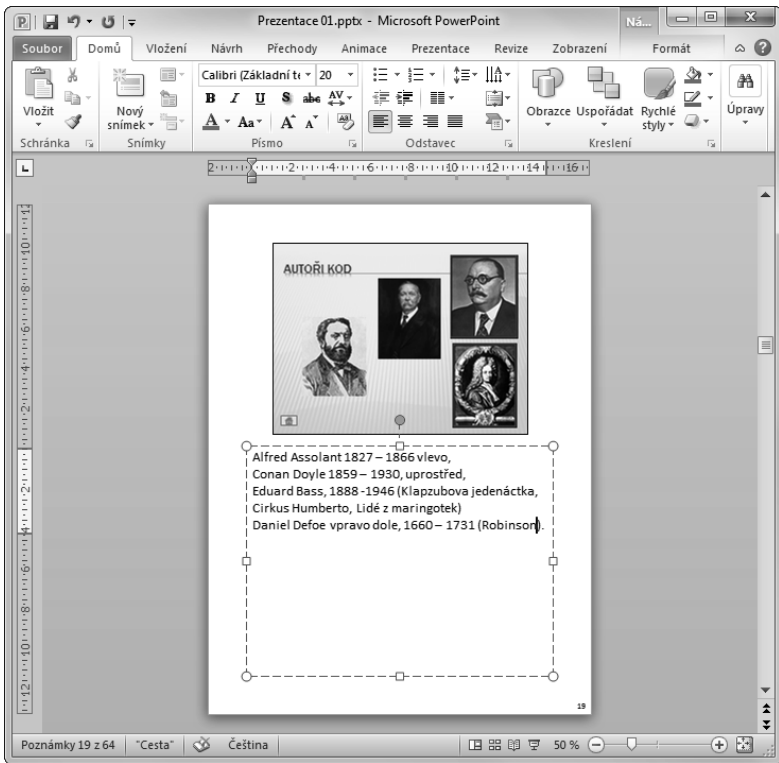 Prezentace 01.pptx - Microsoft PowerPoint
Ná...
Soubor Domů Vložení Návrh Přechody Animace Prezentace Revize Zobrazení Formát
Calibri (Základní te 20
Vložit
Nový snímek
Obrazce Uspořádat Rychlé styly
Úpravy
Schránka Snímky Písmo Odstavec Kreslení
AUTOŘI KOD
Alfred Assolant 1827 – 1866 vlevo,
Conan Doyle 1859 – 1930, uprostřed,
Eduard Bass, 1888 -1946 (Klapzubova jedenáctka,
Cirkus Humberto, Lidé z maringotek)
Daniel Defoe vpravo dole, 1660 – 1731 (Robinson).
19
Poznámky 19 z 64 "Cesta" Čeština 50 %